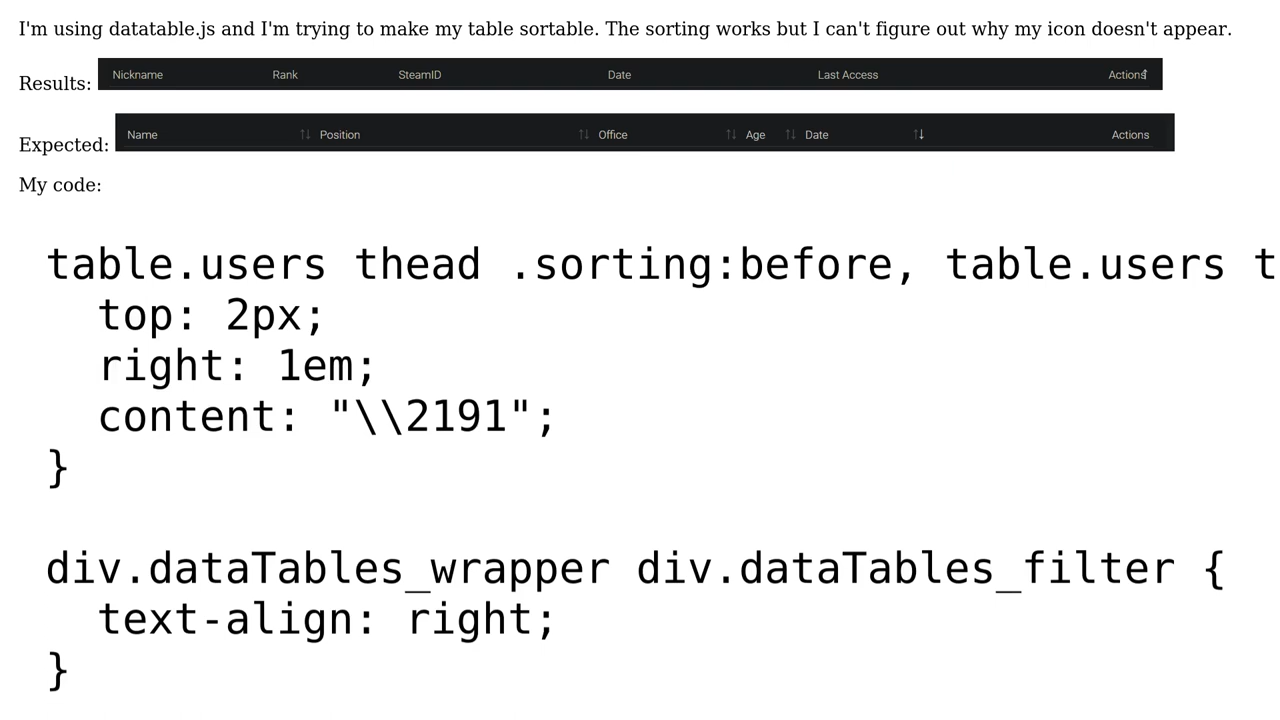 I'm using datatable.js and I'm trying to make my table sortable. The sorting works but I can't figure out why my icon doesn't appear.
Results: Nickname Rank SteamID Date Last Access Actions↑
Expected: Name ↑↓ Position ↑↓ Office ↑↓ Age ↑↓ Date ↑↓ Actions
My code:
table.users thead .sorting:before, table.users t
  top: 2px;
  right: 1em;
  content: "\\2191";
}
div.dataTables_wrapper div.dataTables_filter {
  text-align: right;
}